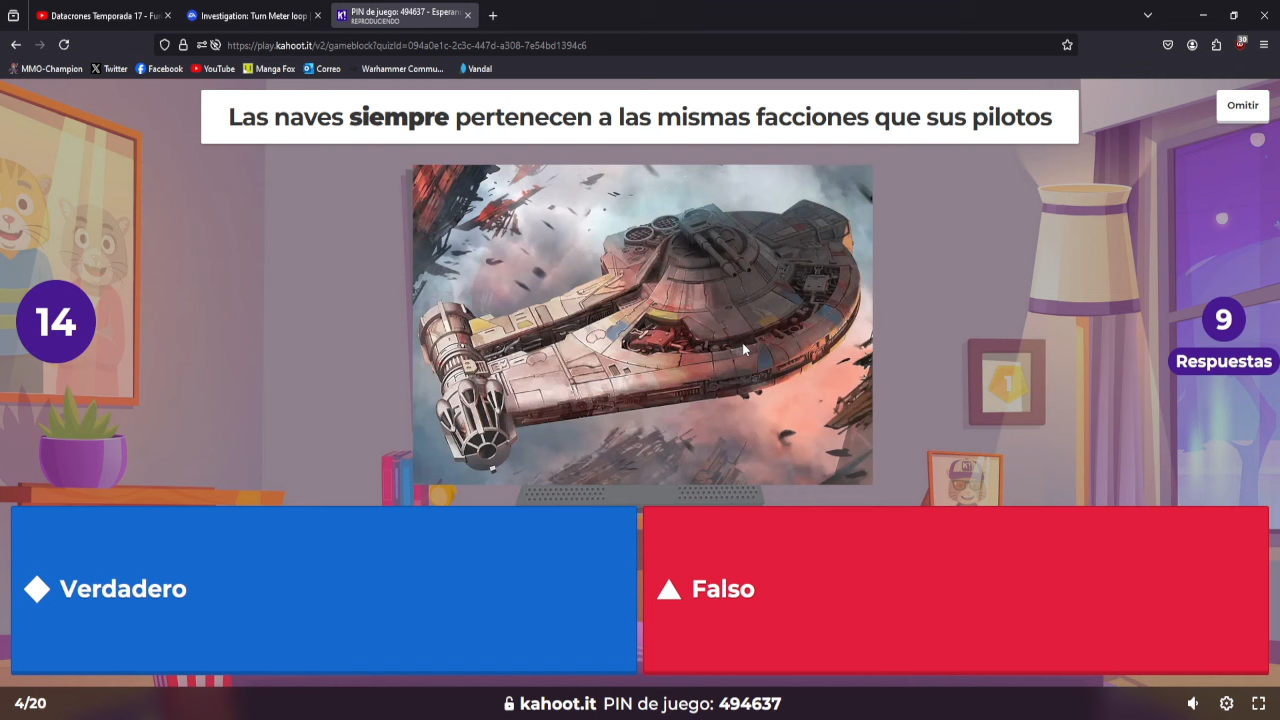 Datacrones Temporada 17 - Fur
Investigation: Turn Meter loop
PIN de juego: 494637 - Esperan
REPRODUCIENDO
https://play.kahoot.it/v2/gameblock?quizId=094a0e1c-2c3c-447d-a308-7e54bd1394c6
30
MMO-Champion
Twitter
Facebook
YouTube
Manga Fox
Correo
Warhammer Commu...
Vandal
Las naves siempre pertenecen a las mismas facciones que sus pilotos
Omitir
14
9
Respuestas
1
K!
Verdadero
Falso
4/20
kahoot.it PIN de juego: 494637